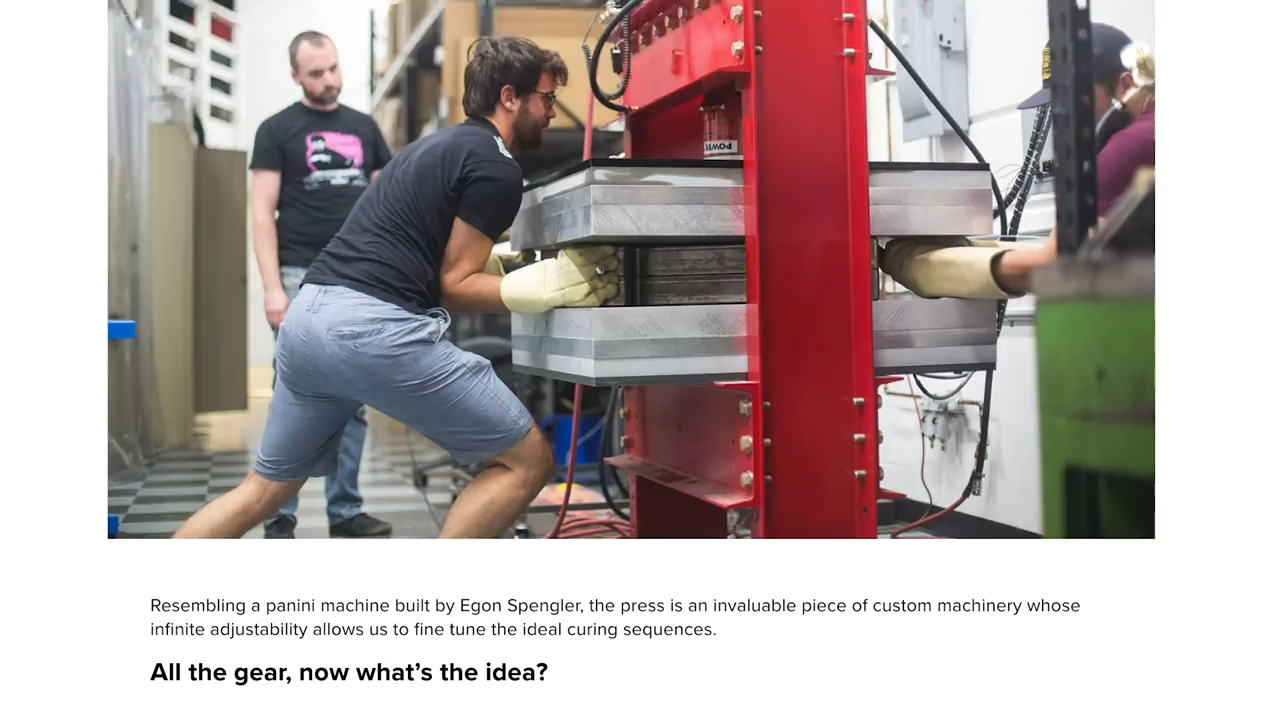 POWER
Resembling a panini machine built by Egon Spengler, the press is an invaluable piece of custom machinery whose
infinite adjustability allows us to fine tune the ideal curing sequences.
All the gear, now what’s the idea?